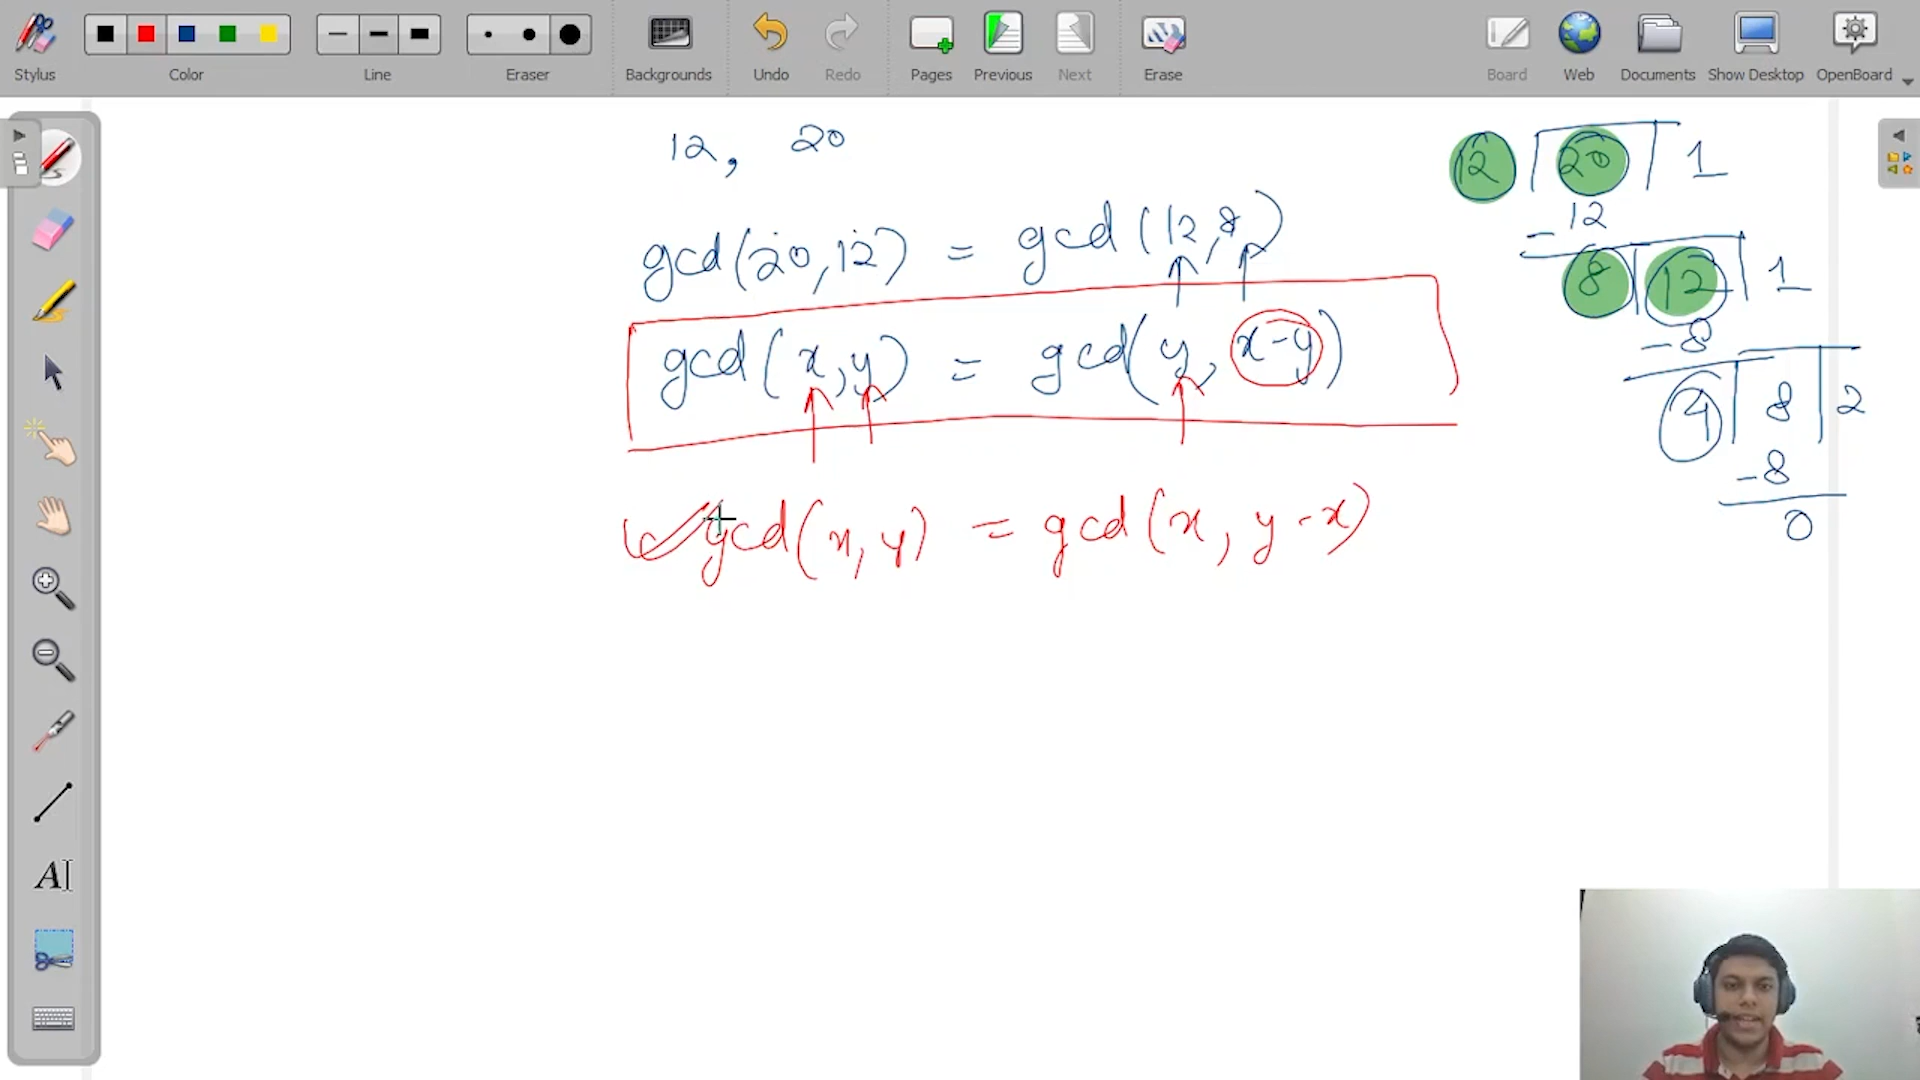 Stylus
Color
Line
Eraser
Backgrounds
Undo
Redo
Pages
Previous
Next
Erase
Board
Web
Documents
Show Desktop
OpenBoard
A
12, 20
gcd(20,12) = gcd(12,8)
gcd(x,y) = gcd(y, x-y)
gcd(x,y) = gcd(x, y-x)
12 20 1
-12
8 12 1
-8
4 8 2
-8
0